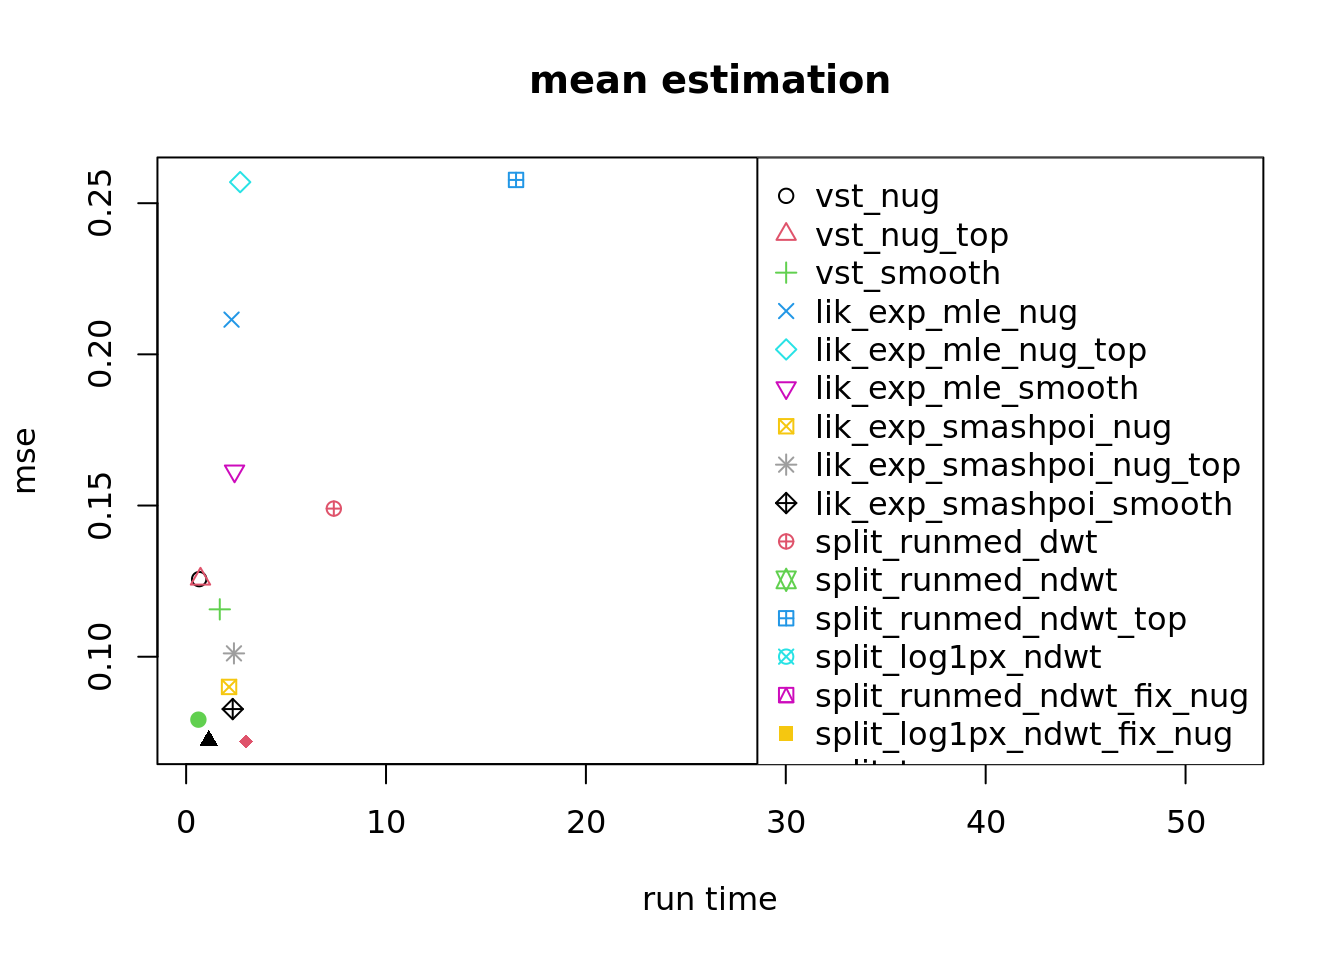 mean estimation
mse
0.25
0.20
0.15
0.10
vst_nug
vst_nug_top
vst_smooth
lik_exp_mle_nug
lik_exp_mle_nug_top
lik_exp_mle_smooth
lik_exp_smashpoi_nug
lik_exp_smashpoi_nug_top
lik_exp_smashpoi_smooth
split_runmed_dwt
split_runmed_ndwt
split_runmed_ndwt_top
split_log1px_ndwt
split_runmed_ndwt_fix_nug
split_log1px_ndwt_fix_nug
0 10 20 30 40 50
run time